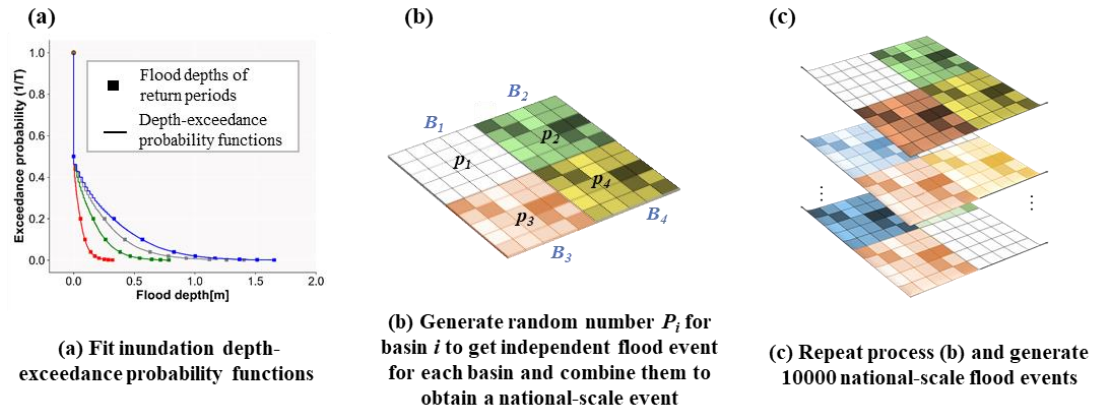 (a)
Exceedance probability (1/T)
1.0
0.8
0.6
0.4
0.2
0.0
Flood depths of
return periods
Depth-exceedance
probability functions
0.0
0.5
1.0
1.5
2.0
Flood depth[m]
(a) Fit inundation depth-
exceedance probability functions
(b)
B2
B1
p2
p1
p4
p3
B4
B3
(b) Generate random number Pi for
basin i to get independent flood event
for each basin and combine them to
obtain a national-scale event
(c)
⋮
⋮
(c) Repeat process (b) and generate
10000 national-scale flood events